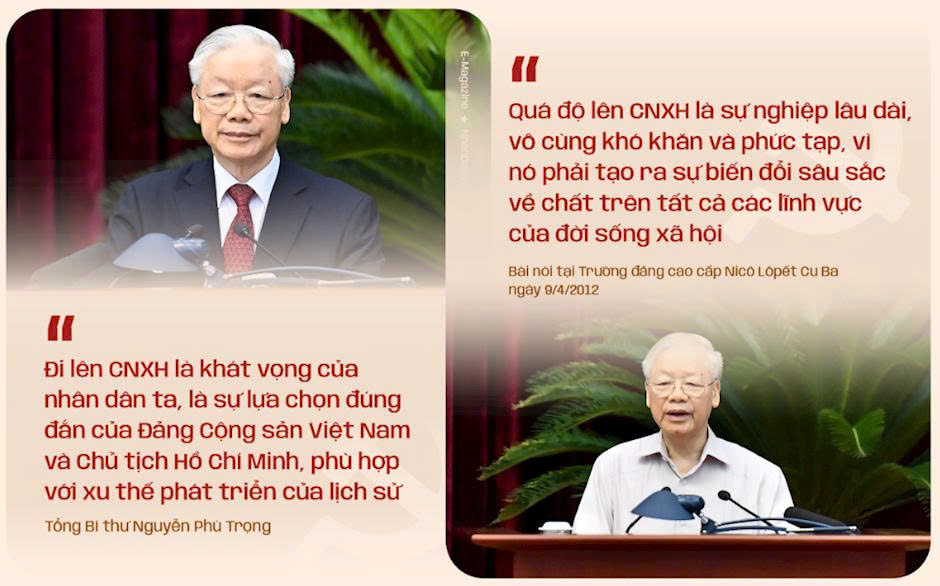 E-Magazine ★
“
Quá độ lên CNXH là sự nghiệp lâu dài,
vô cùng khó khăn và phức tạp, vì
nó phải tạo ra sự biến đổi sâu sắc
về chất trên tất cả các lĩnh vực
của đời sống xã hội
Bài nói tại Trường đảng cao cấp Nicô Lôpết Cu Ba
ngày 9/4/2012
“
Đi lên CNXH là khát vọng của
nhân dân ta, là sự lựa chọn đúng
đắn của Đảng Cộng sản Việt Nam
và Chủ tịch Hồ Chí Minh, phù hợp
với xu thế phát triển của lịch sử
Tổng Bí thư Nguyễn Phú Trọng